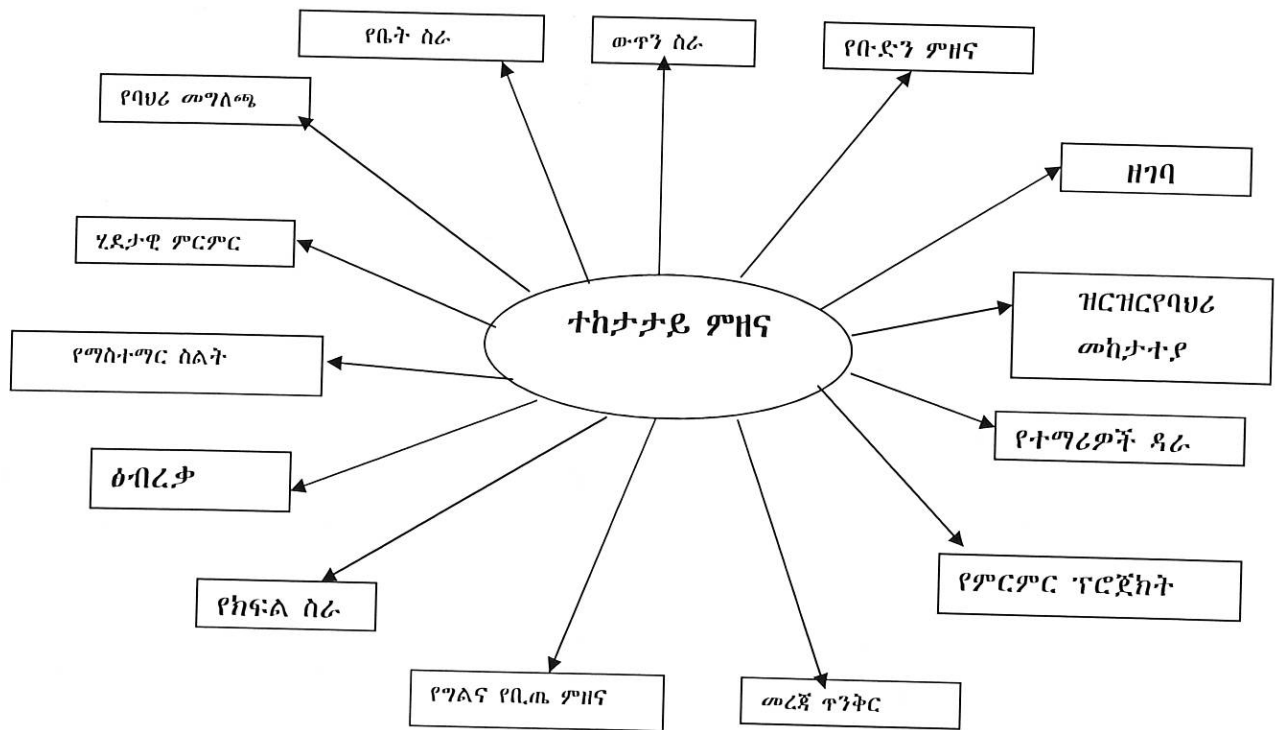 የቤት ስራ
ውጥን ስራ
የቡድን ምዘና
የባህሪ መግለጫ
ዘገባ
ሂደታዊ ምርምር
ተከታታይ ምዘና
ዝርዝርየባህሪ
መከታተያ
የማስተማር ስልት
የተማሪዎች ዳራ
ዕብረቃ
የምርምር ፕሮጀክት
የክፍል ስራ
የግልና የቢጤ ምዘና
መረጃ ጥንቅር